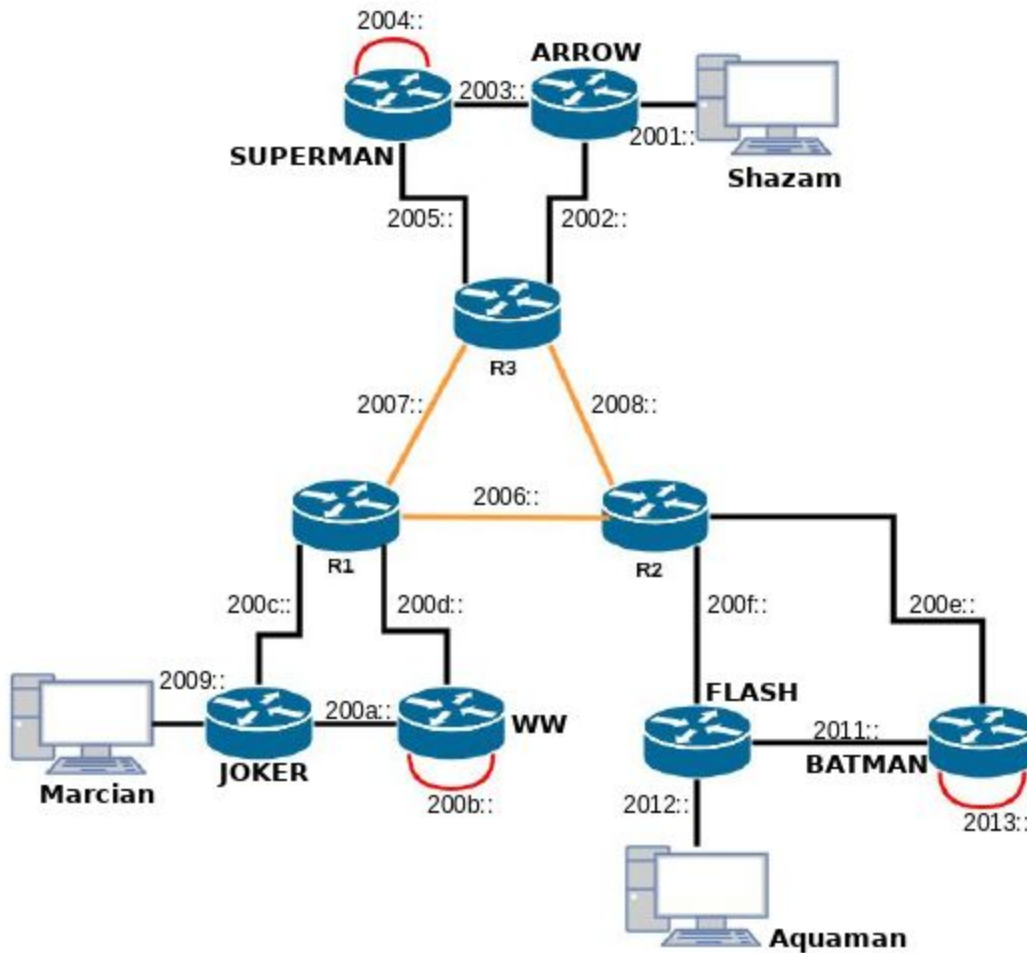 2004::
ARROW
2003::
2001::
SUPERMAN
Shazam
2005::
2002::
R3
2007::
2008::
2006::
R1
R2
200c::
200d::
200f::
200e::
2009::
FLASH
200a::
WW
2011::
JOKER
BATMAN
Marcian
200b::
2012::
2013::
Aquaman